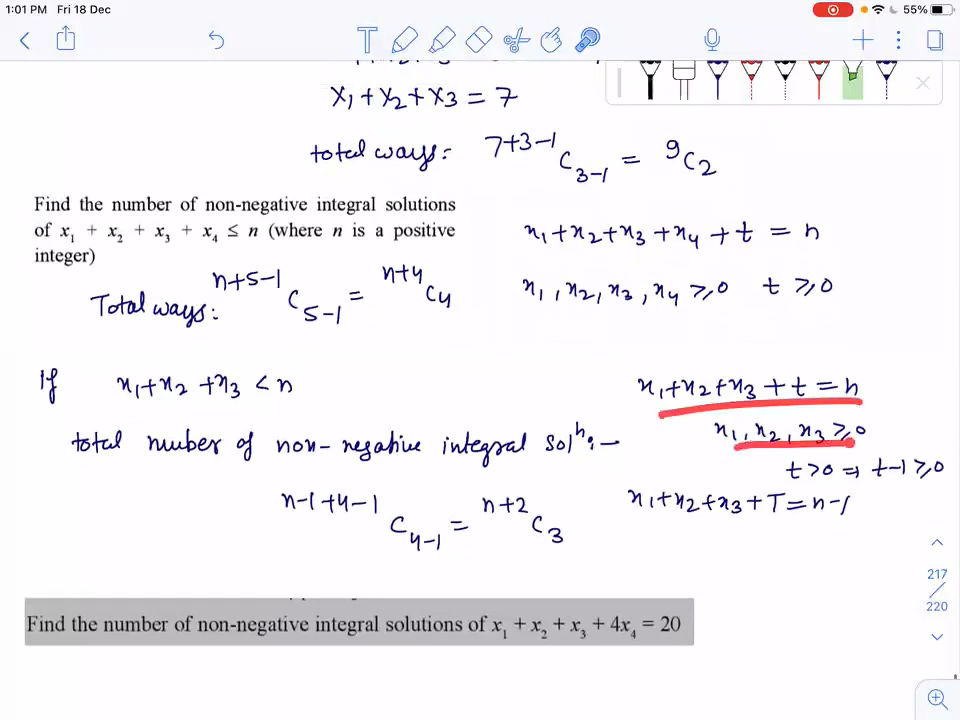 1:01 PM Fri 18 Dec
55%
x₁ + x₂ + x₃ = 7
total ways: ⁷⁺³⁻¹C₃₋₁ = ⁹C₂
Find the number of non-negative integral solutions
of x₁ + x₂ + x₃ + x₄ ≤ n (where n is a positive
integer)
x₁+x₂+x₃+x₄+t = n
x₁, x₂, x₃, x₄ ≥0 t ≥0
Total ways: ⁿ⁺⁵⁻¹C₅₋₁ = ⁿ⁺⁴C₄
If x₁+x₂+x₃ < n
x₁+x₂+x₃+t=n
total nuber of non-negative integral solⁿ:-
x₁, x₂, x₃ ≥0
t>0 ⇒ t-1≥0
x₁+x₂+x₃+T=n-1
ⁿ⁻¹⁺⁴⁻¹C₄₋₁ = ⁿ⁺²C₃
217
/
220
Find the number of non-negative integral solutions of x₁ + x₂ + x₃ + 4x₄ = 20